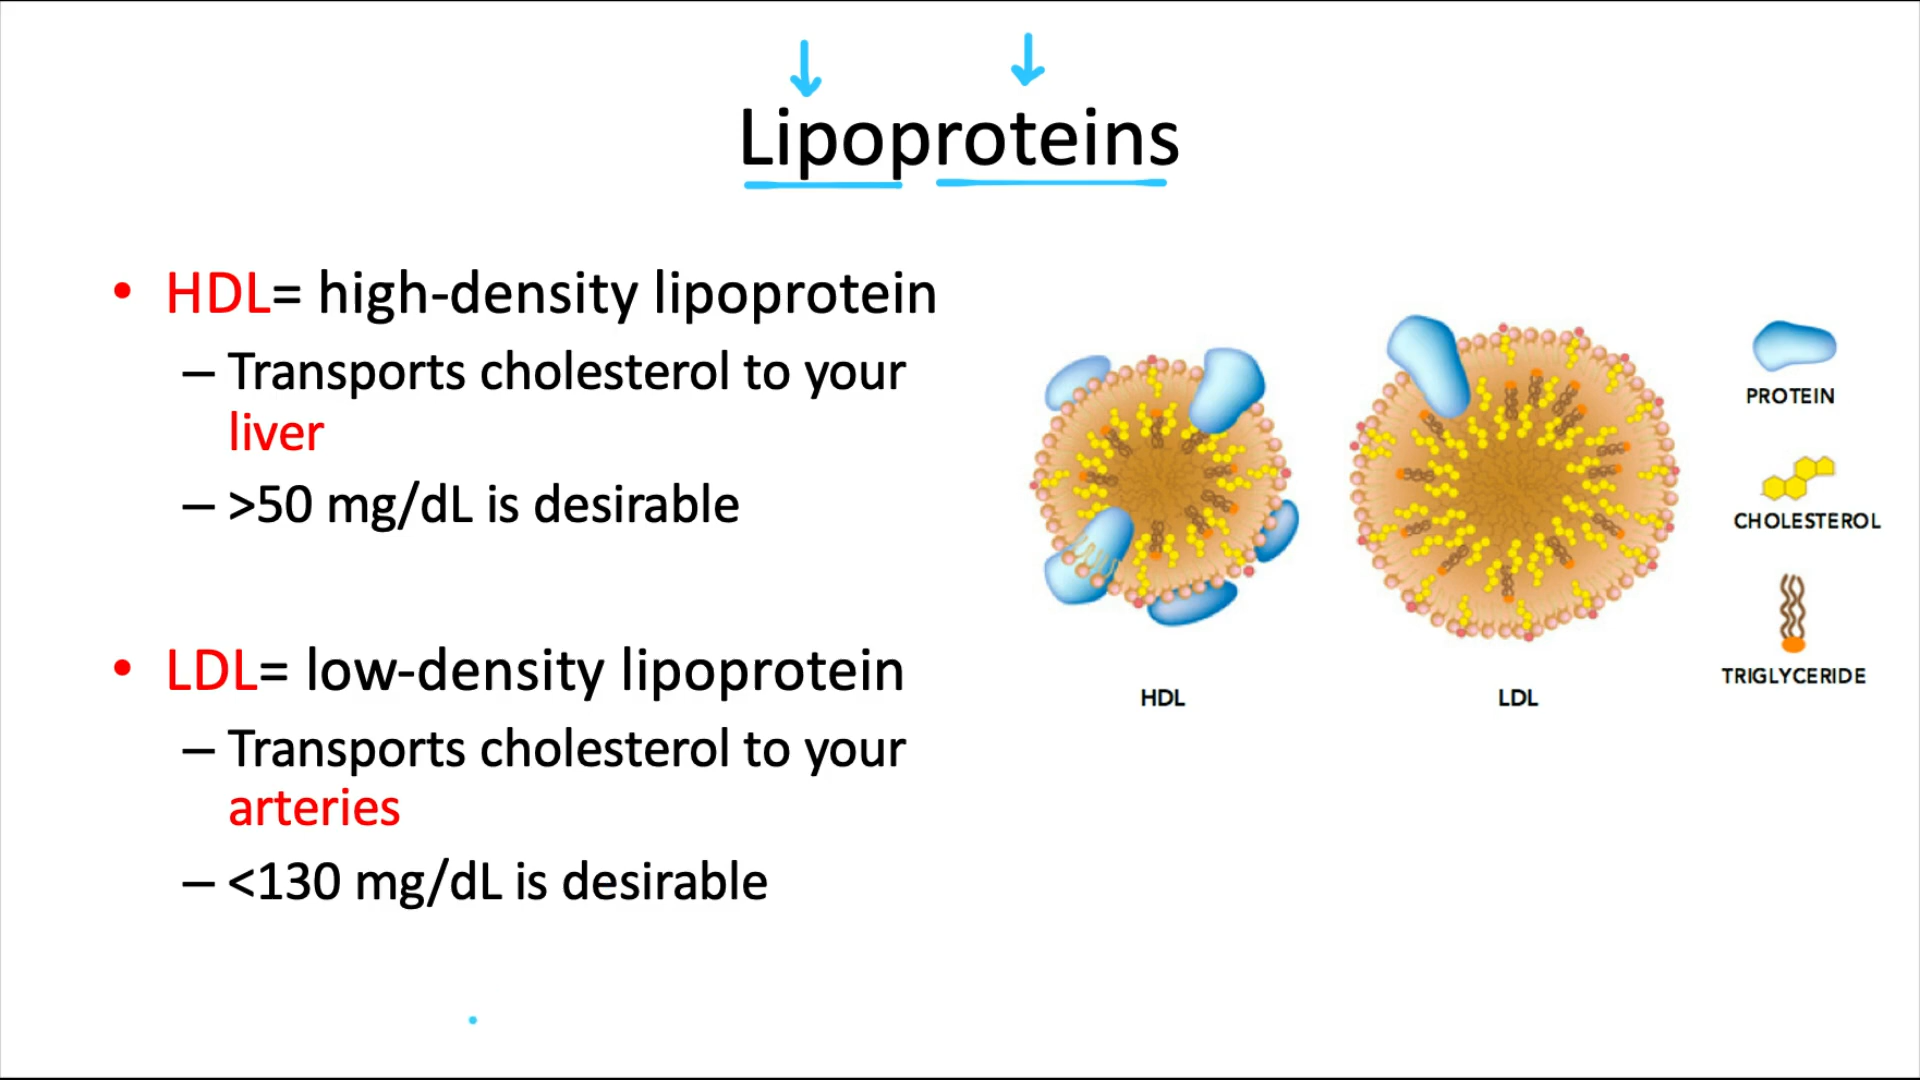 Lipoproteins
• HDL= high-density lipoprotein
– Transports cholesterol to your
liver
– >50 mg/dL is desirable
• LDL= low-density lipoprotein
– Transports cholesterol to your
arteries
– <130 mg/dL is desirable
HDL
LDL
PROTEIN
CHOLESTEROL
TRIGLYCERIDE